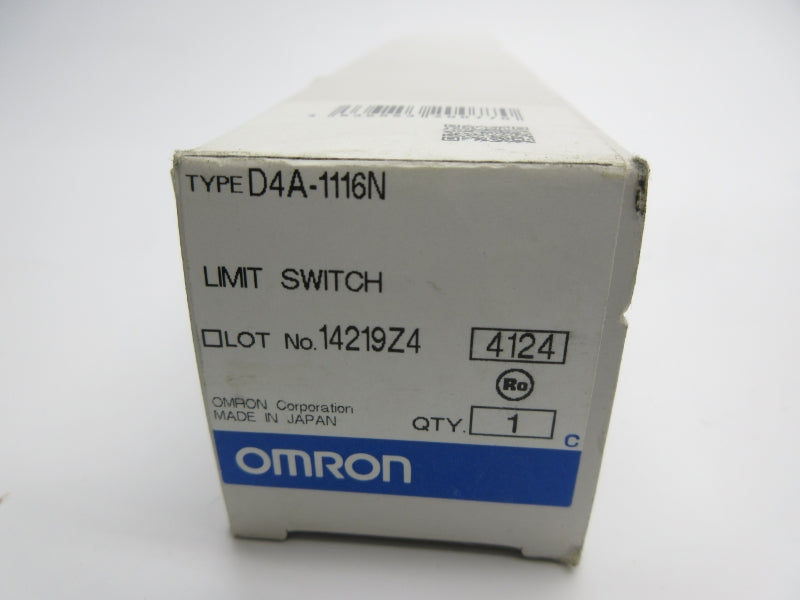 TYPE D4A-1116N
LIMIT SWITCH
LOT No. 14219Z4 4124
Ro
OMRON Corporation
MADE IN JAPAN
QTY. 1
C
OMRON